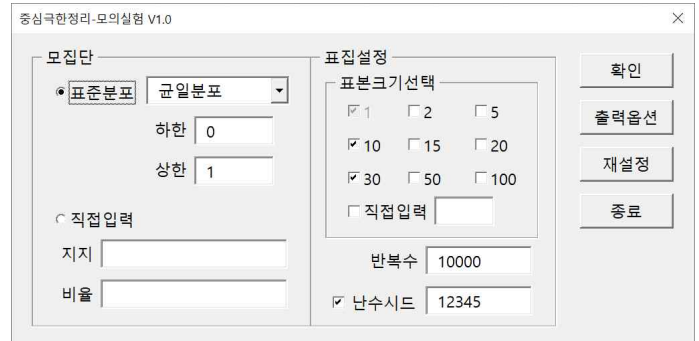 중심극한정리-모의실험 V1.0
모집단
표준분포 균일분포
하한 0
상한 1
직접입력
지지
비율
표집설정
표본크기선택
1 2 5
10 15 20
30 50 100
직접입력
반복수 10000
난수시드 12345
확인
출력옵션
재설정
종료